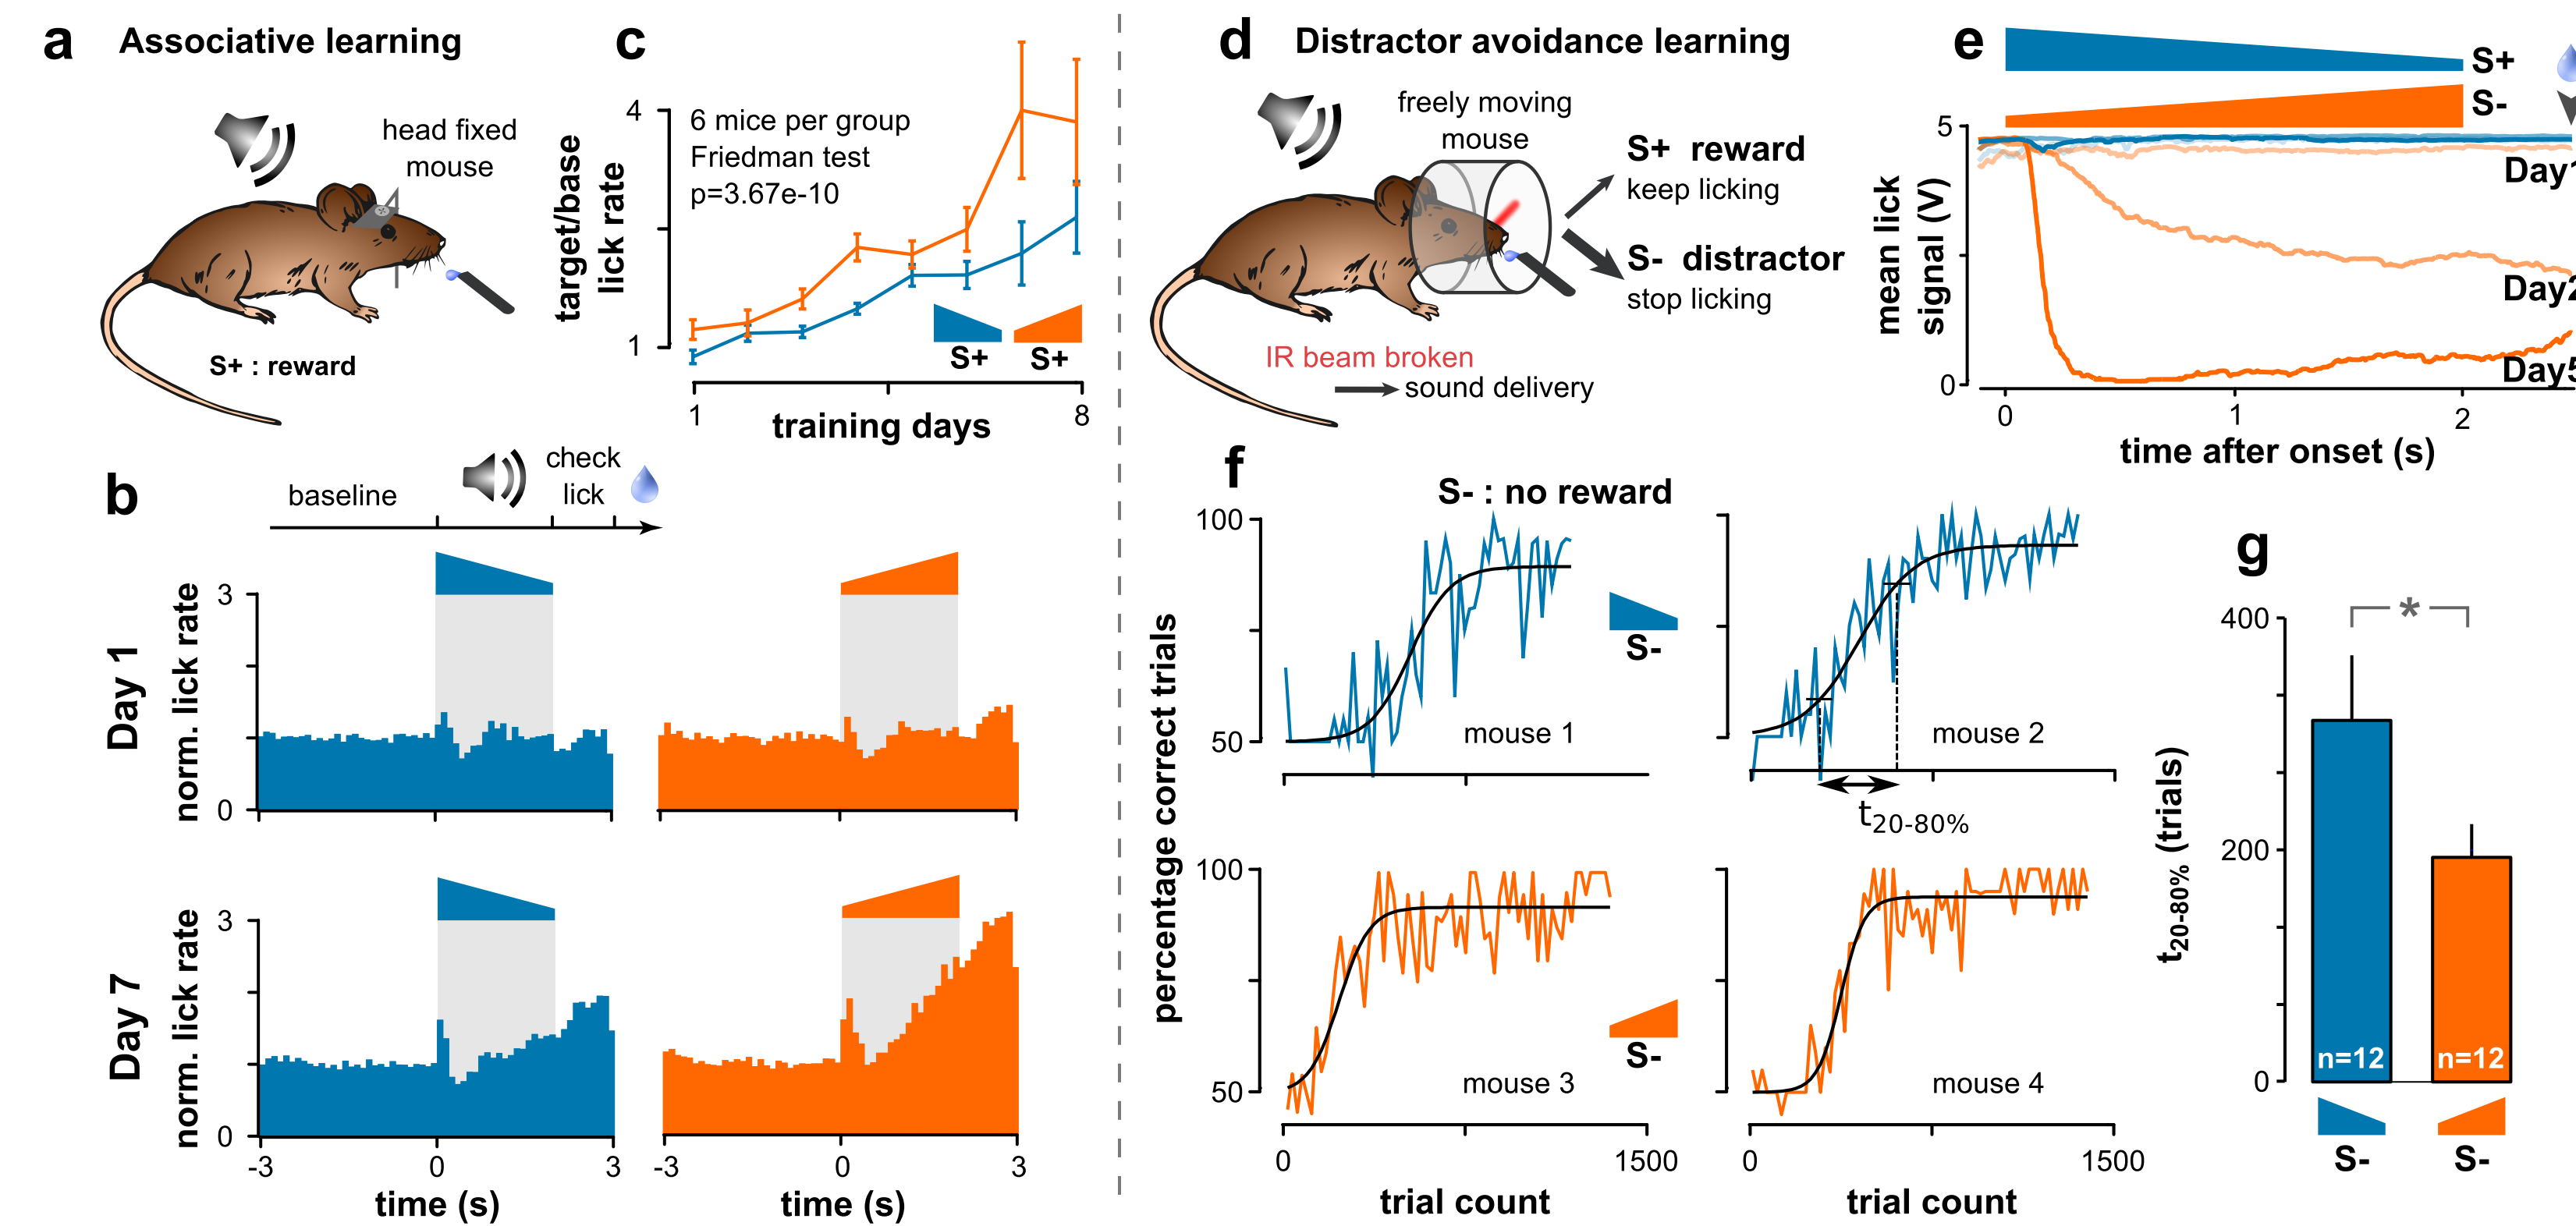 a Associative learning
head fixed
mouse
S+ : reward
c
target/base
lick rate
4
1
6 mice per group
Friedman test
p=3.67e-10
S+ S+
1 8
training days
b
baseline
check
lick
Day 1
norm. lick rate
3
0
Day 7
norm. lick rate
3
0
-3 0 3
time (s)
-3 0 3
time (s)
d Distractor avoidance learning
freely moving
mouse
S+ reward
keep licking
S- distractor
stop licking
IR beam broken
sound delivery
e
S+
S-
mean lick
signal (V)
5
0
Day1
Day2
Day5
0 1 2
time after onset (s)
f
S- : no reward
percentage correct trials
100
50
mouse 1
S-
mouse 2
t20-80%
100
50
mouse 3
S-
mouse 4
0 1500
trial count
0 1500
trial count
g
t20-80% (trials)
400
200
0
*
n=12 n=12
S- S-